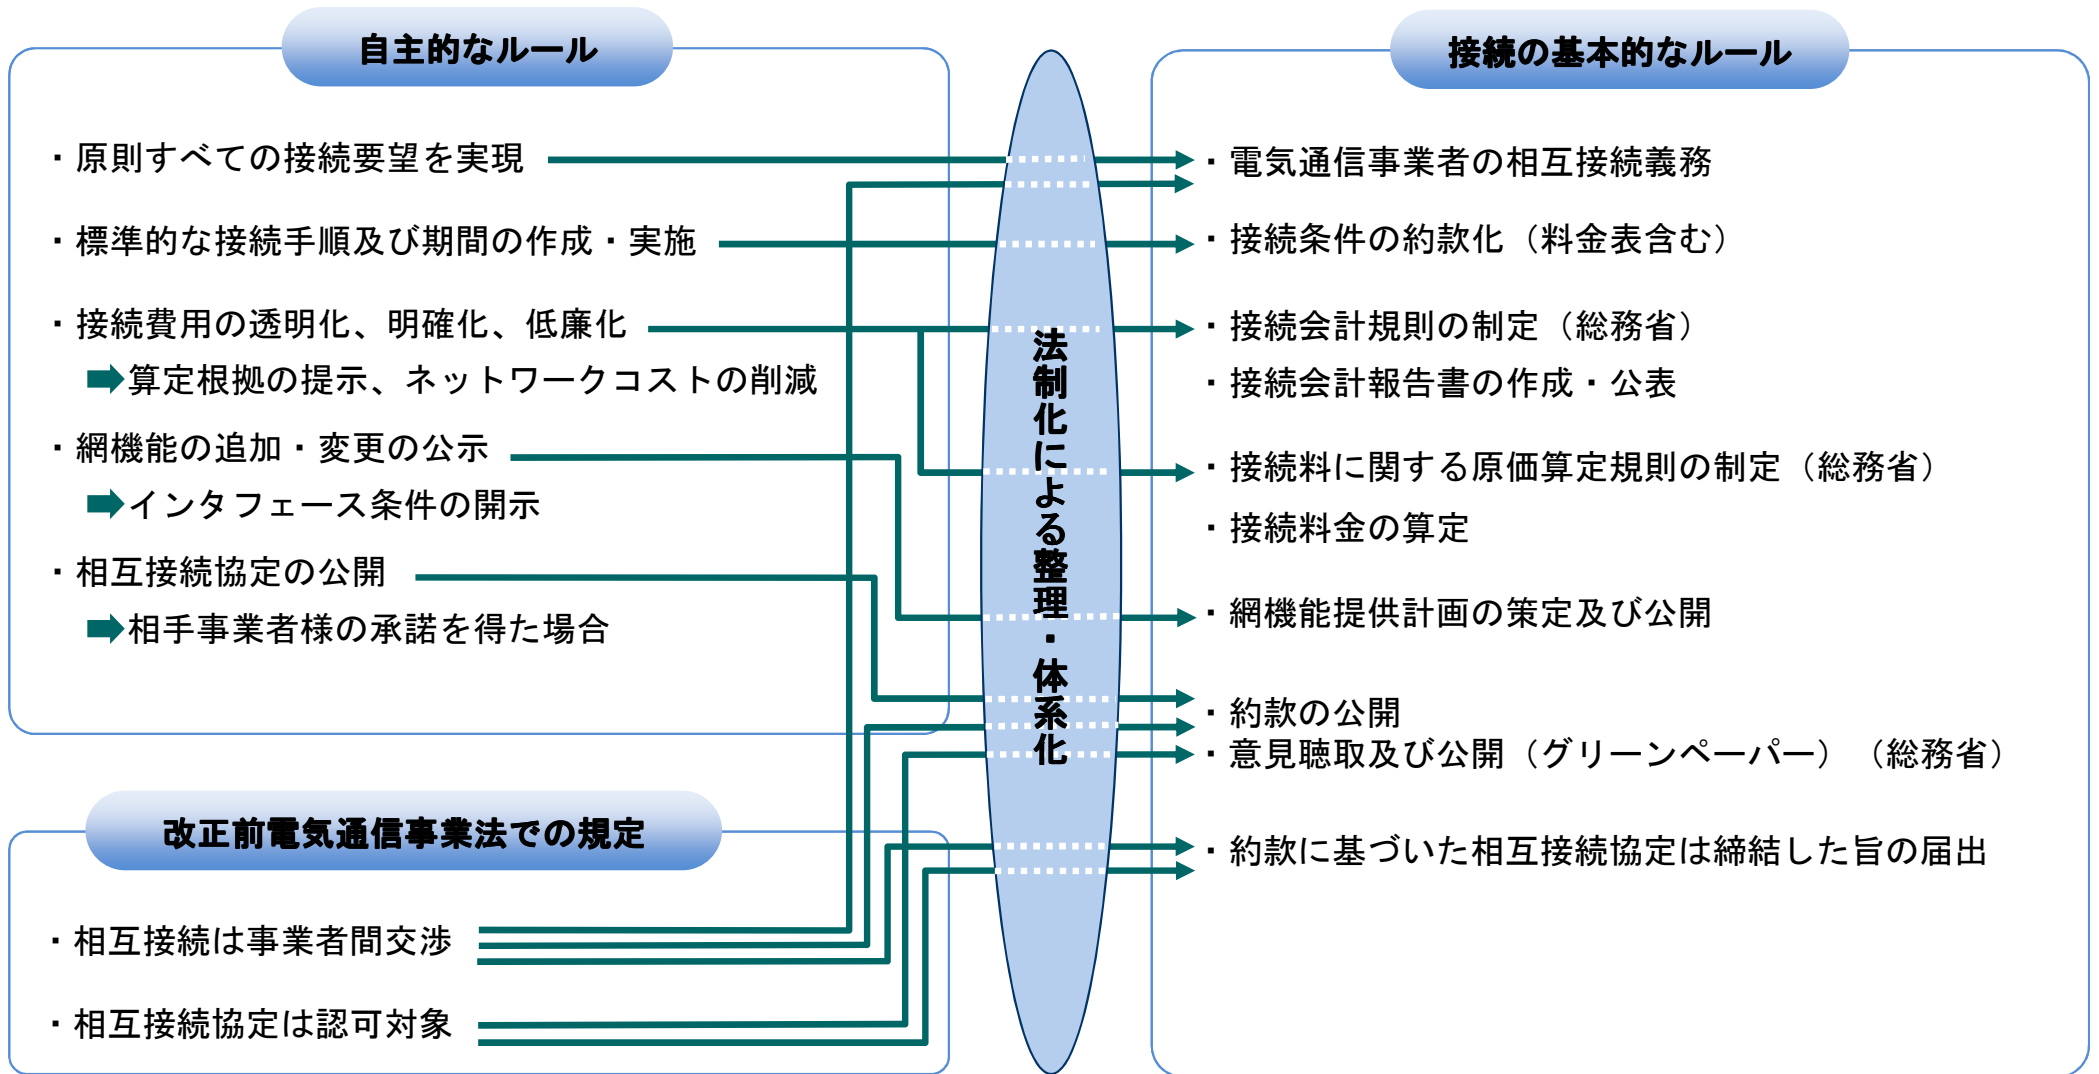 自主的なルール
・原則すべての接続要望を実現
・標準的な接続手順及び期間の作成・実施
・接続費用の透明化、明確化、低廉化
算定根拠の提示、ネットワークコストの削減
・網機能の追加・変更の公示
インタフェース条件の開示
・相互接続協定の公開
相手事業者様の承諾を得た場合
改正前電気通信事業法での規定
・相互接続は事業者間交渉
・相互接続協定は認可対象
法制化による整理・体系化
接続の基本的なルール
・電気通信事業者の相互接続義務
・接続条件の約款化（料金表含む）
・接続会計規則の制定（総務省）
・接続会計報告書の作成・公表
・接続料に関する原価算定規則の制定（総務省）
・接続料金の算定
・網機能提供計画の策定及び公開
・約款の公開
・意見聴取及び公開（グリーンペーパー）（総務省）
・約款に基づいた相互接続協定は締結した旨の届出